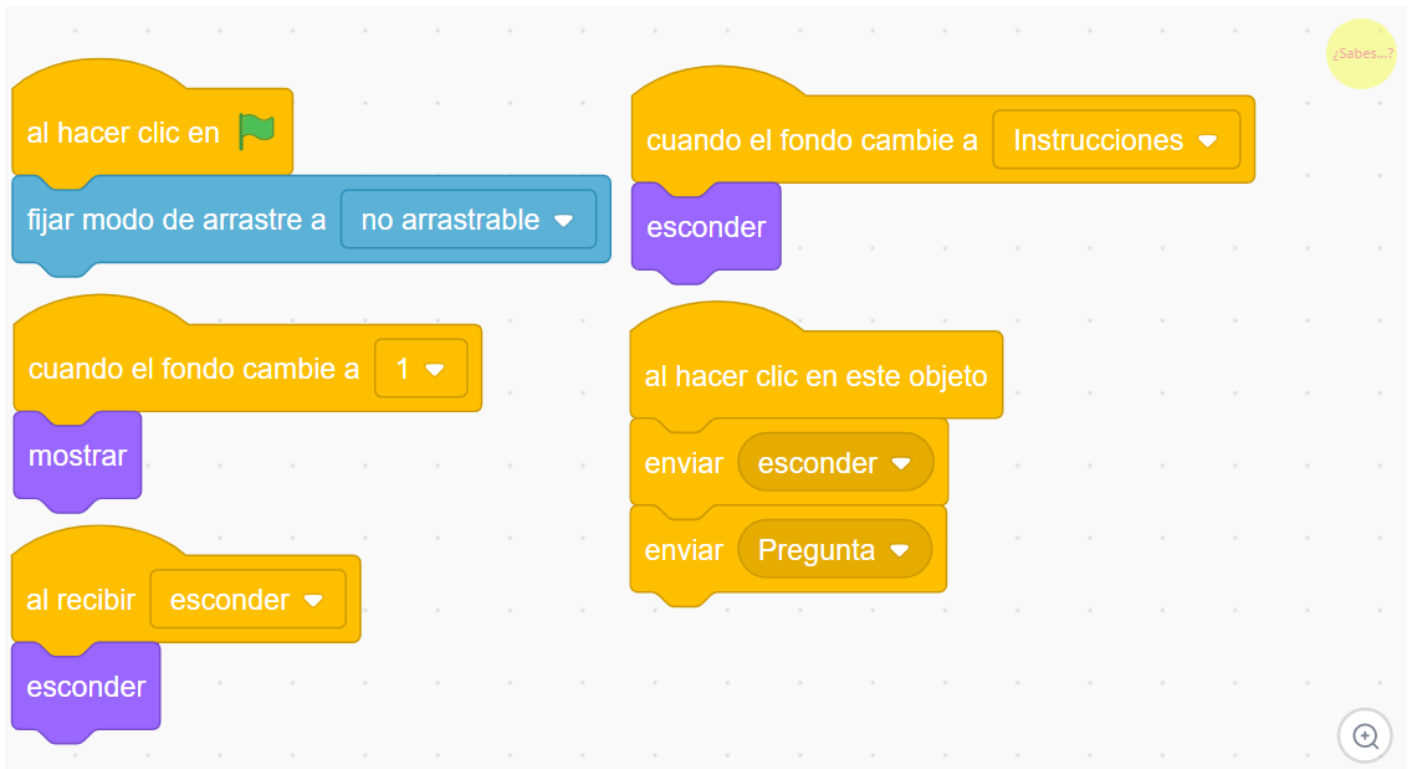 al hacer clic en
fijar modo de arrastre a no arrastrable
cuando el fondo cambie a 1
mostrar
al recibir esconder
esconder
cuando el fondo cambie a Instrucciones
esconder
al hacer clic en este objeto
enviar esconder
enviar Pregunta
¿Sabes...?